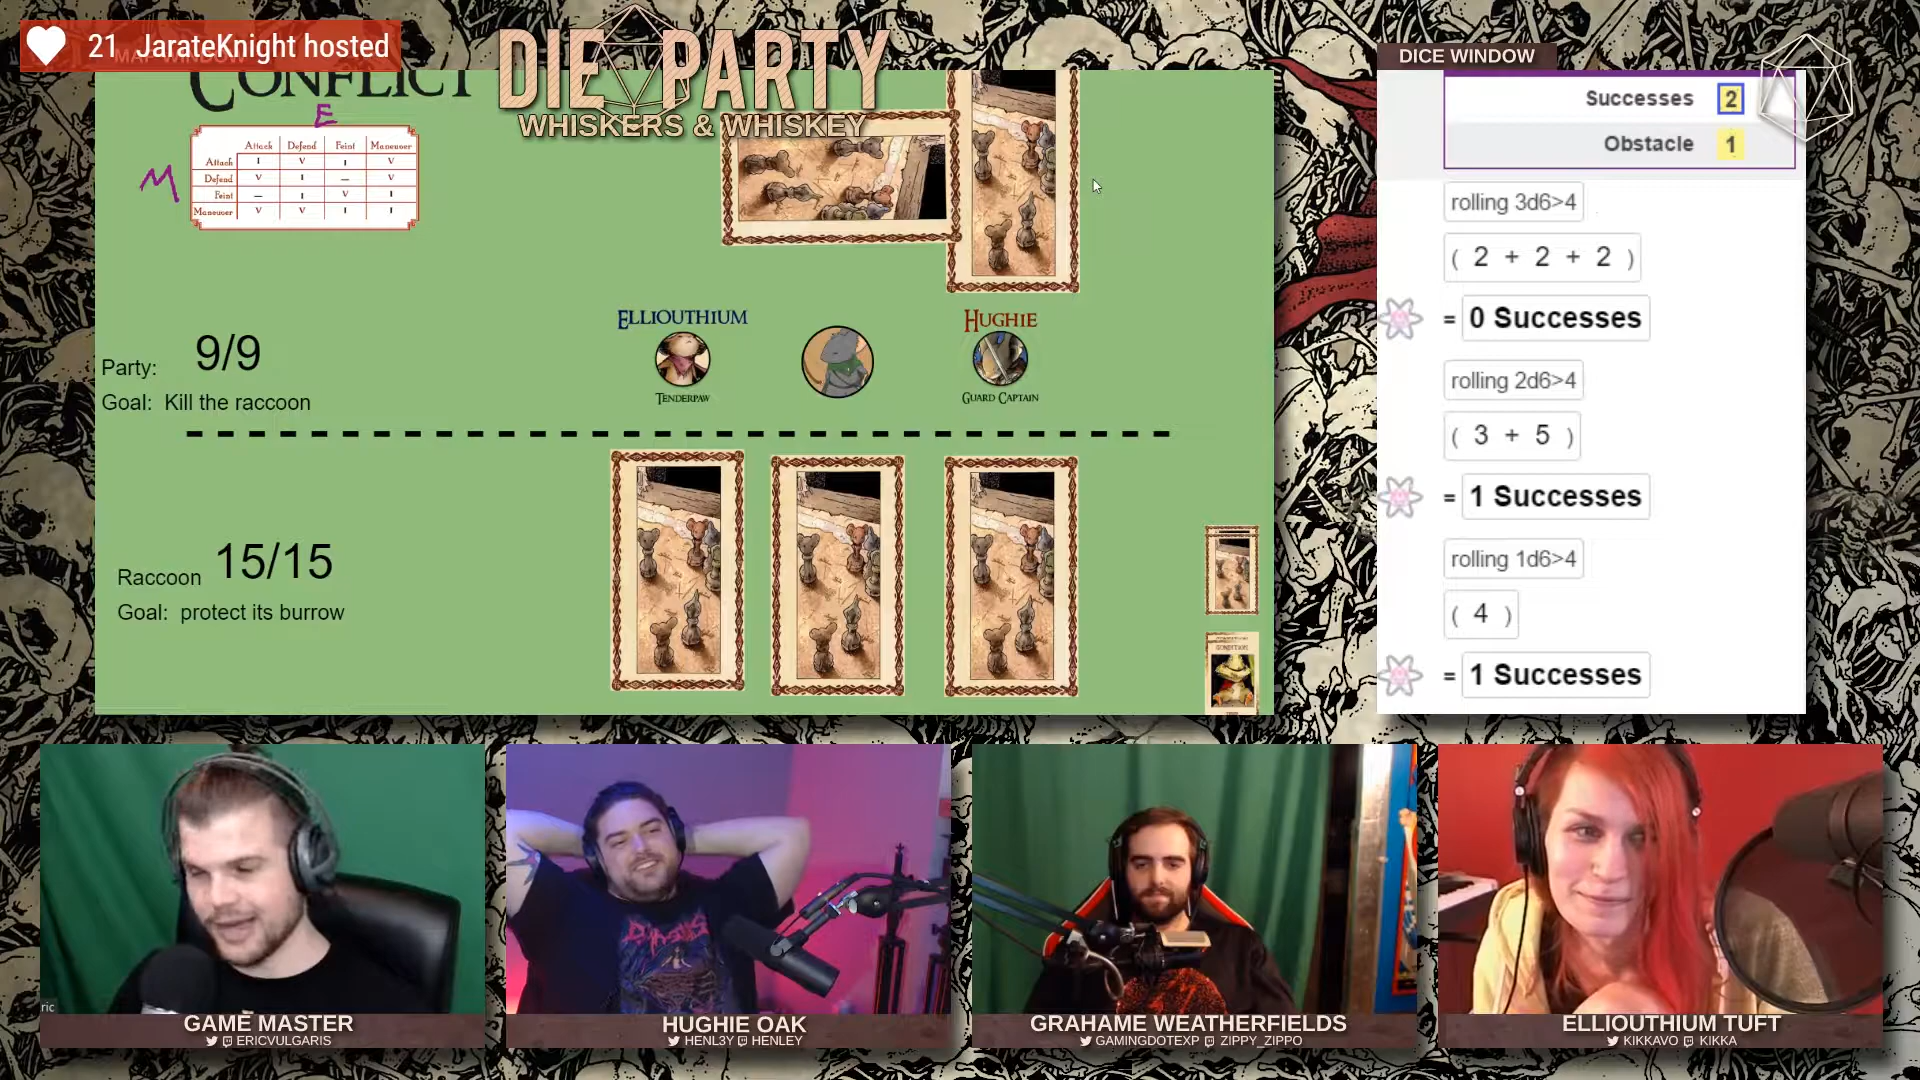 21 JarateKnight hosted
DIE PARTY
WHISKERS & WHISKEY
DICE WINDOW
CONFLICT
E
M
Attack Defend Feint Maneuver
Attack I V I V
Defend V I – V
Feint – I V I
Maneuver V V I I
Successes 2
Obstacle 1
rolling 3d6>4
( 2 + 2 + 2 )
= 0 Successes
rolling 2d6>4
( 3 + 5 )
= 1 Successes
rolling 1d6>4
( 4 )
= 1 Successes
ELLIOUTHIUM
TENDERPAW
HUGHIE
GUARD CAPTAIN
Party: 9/9
Goal: Kill the raccoon
Raccoon 15/15
Goal: protect its burrow
CONDITION
ric
GAME MASTER
ERICVULGARIS
HUGHIE OAK
HENL3Y HENLEY
GRAHAME WEATHERFIELDS
GAMINGDOTEXP ZIPPY_ZIPPO
ELLIOUTHIUM TUFT
KIKKAVO KIKKA